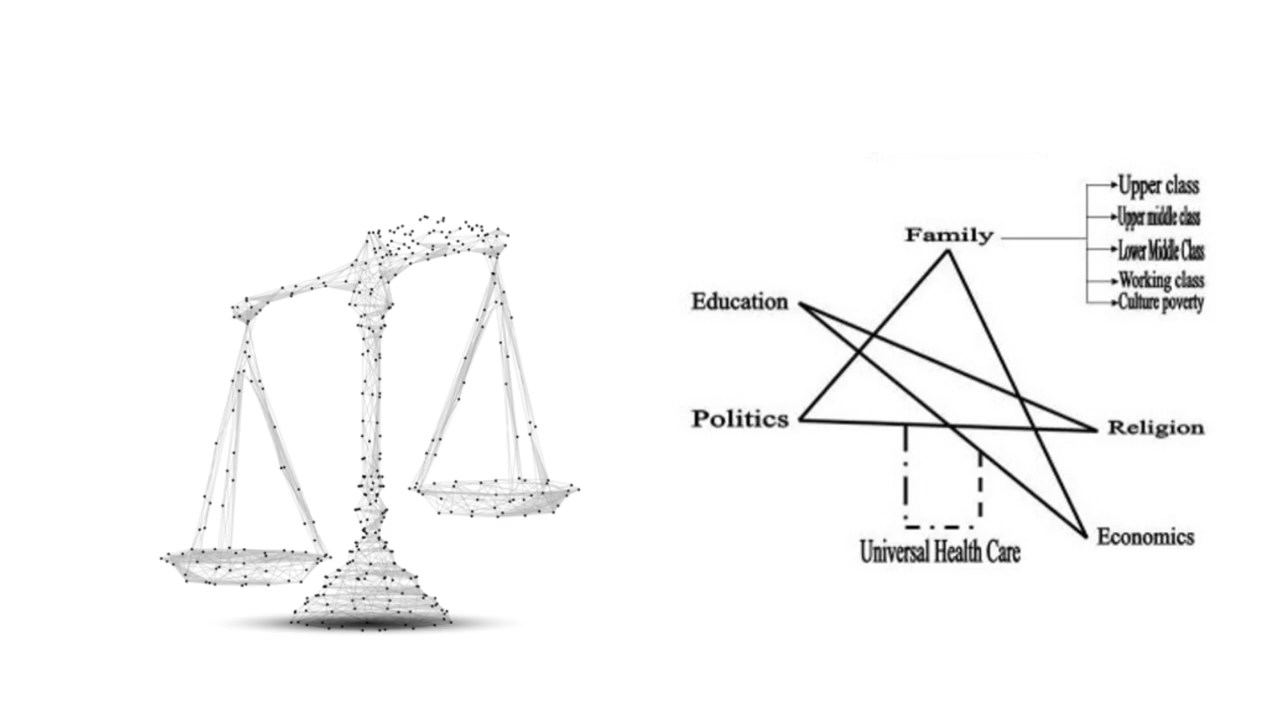 Upper class
Upper middle class
Family
Lower Middle Class
Working class
Education
Culture poverty
Politics
Religion
Economics
Universal Health Care